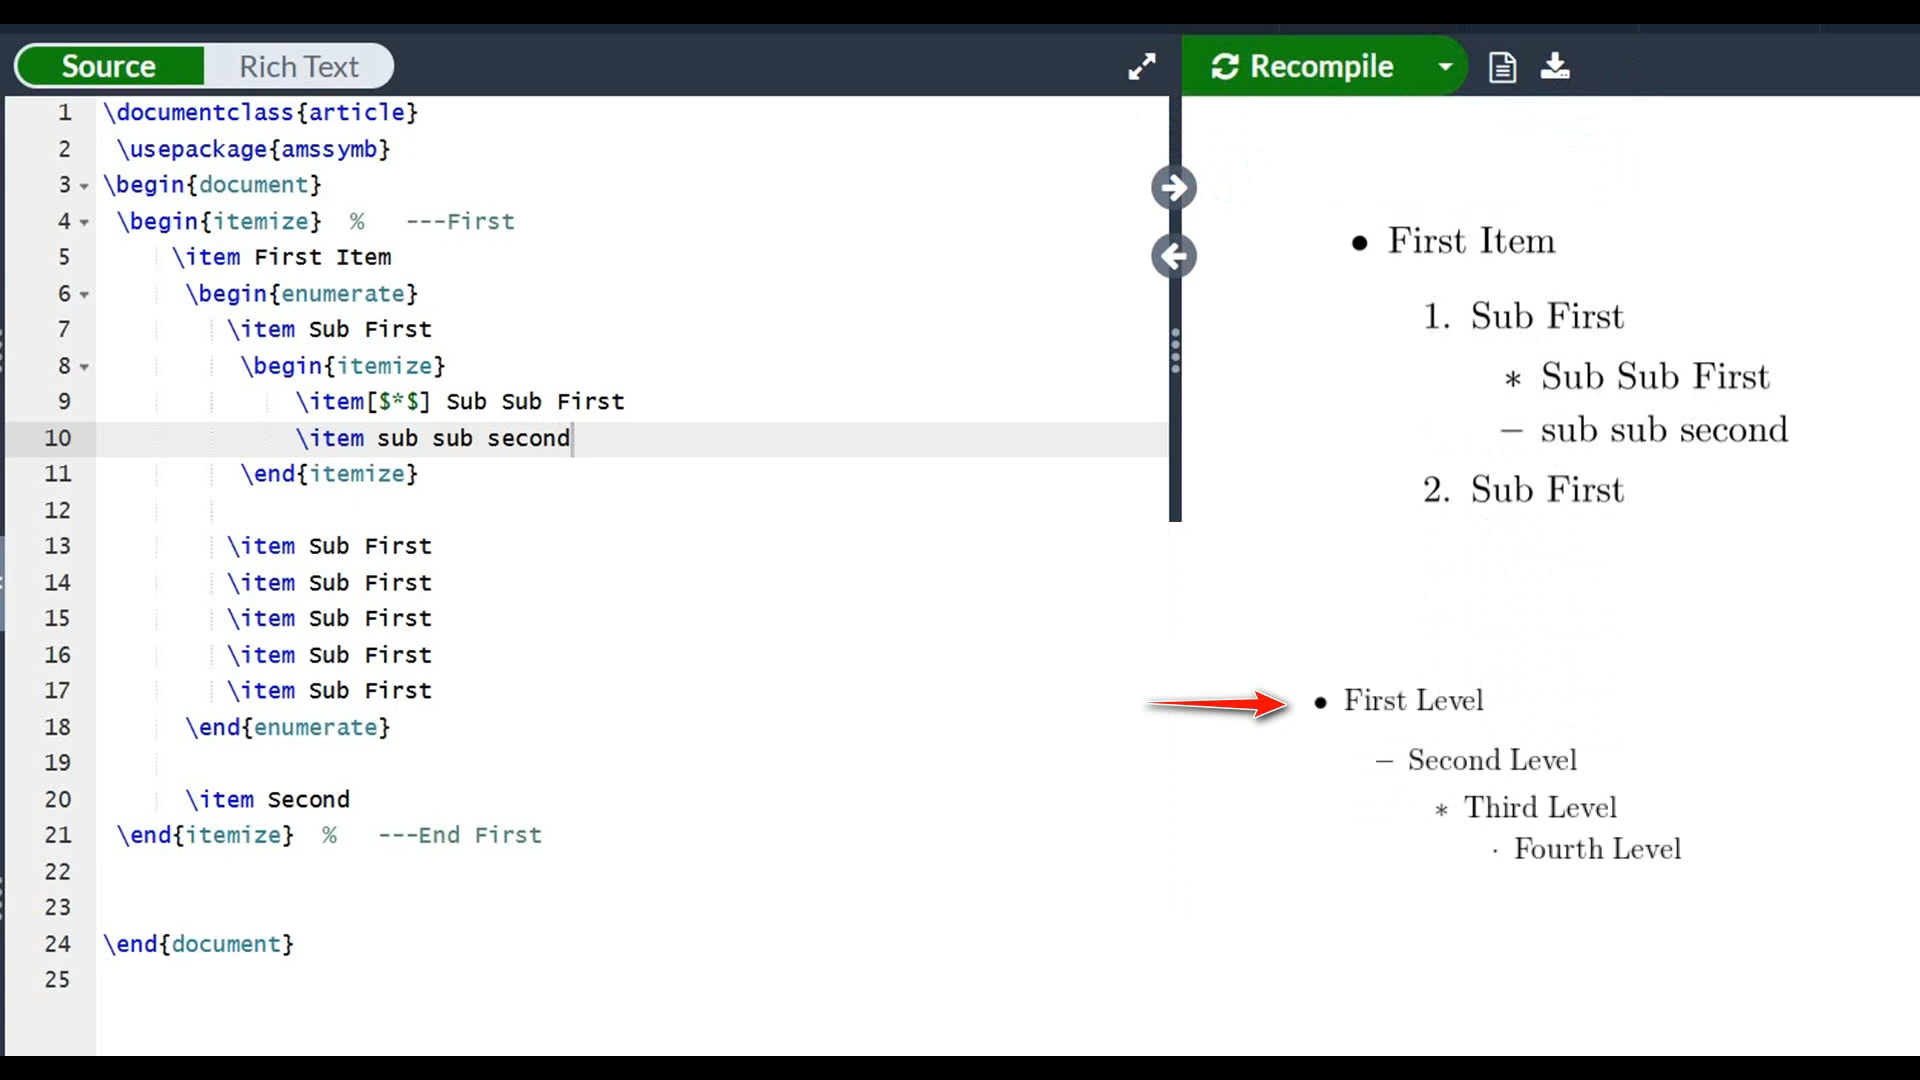 Source Rich Text
Recompile
1 \documentclass{article}
2 \usepackage{amssymb}
3 \begin{document}
4 \begin{itemize} % ---First
5 \item First Item
6 \begin{enumerate}
7 \item Sub First
8 \begin{itemize}
9 \item[$*$] Sub Sub First
10 \item sub sub second
11 \end{itemize}
12
13 \item Sub First
14 \item Sub First
15 \item Sub First
16 \item Sub First
17 \item Sub First
18 \end{enumerate}
19
20 \item Second
21 \end{itemize} % ---End First
22
23
24 \end{document}
25
• First Item
1. Sub First
∗ Sub Sub First
– sub sub second
2. Sub First
• First Level
– Second Level
∗ Third Level
· Fourth Level